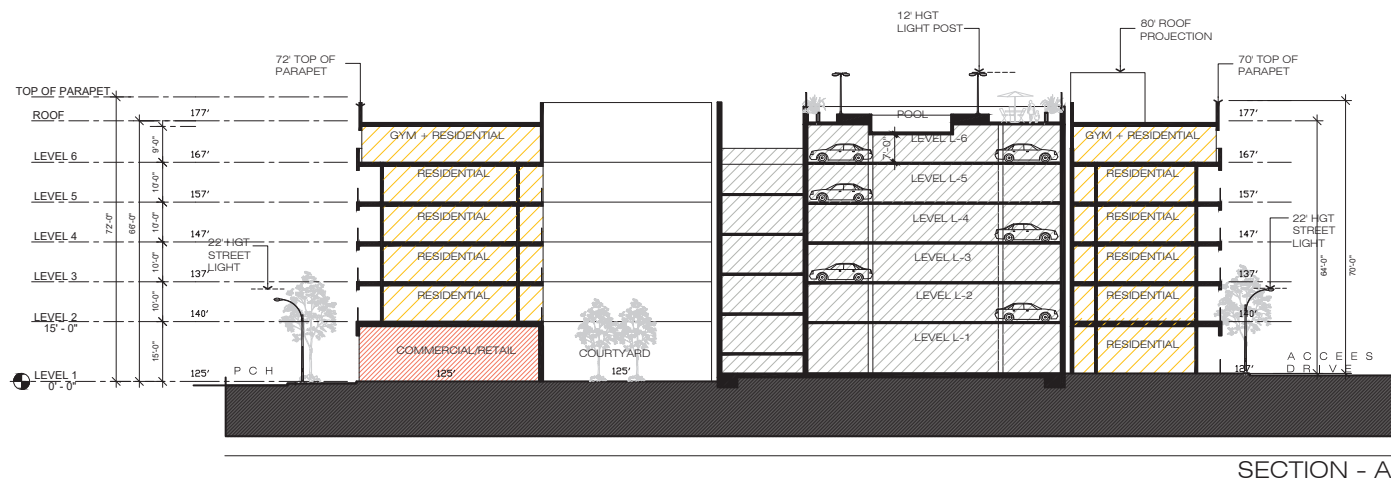 12' HGT
LIGHT POST
80' ROOF
PROJECTION
72' TOP OF
PARAPET
70' TOP OF
PARAPET
TOP OF PARAPET
ROOF
177'
POOL
177'
GYM + RESIDENTIAL
LEVEL L-6
GYM + RESIDENTIAL
9'-0"
7'-0"
LEVEL 6
167'
167'
RESIDENTIAL
LEVEL L-5
RESIDENTIAL
10'-0"
LEVEL 5
157'
157'
RESIDENTIAL
LEVEL L-4
RESIDENTIAL
72'-0"
66'-0"
10'-0"
22' HGT
STREET
LIGHT
LEVEL 4
147'
147'
22' HGT
STREET
LIGHT
RESIDENTIAL
LEVEL L-3
RESIDENTIAL
10'-0"
64'-0"
70'-0"
LEVEL 3
137'
137'
RESIDENTIAL
LEVEL L-2
RESIDENTIAL
10'-0"
LEVEL 2
15' - 0"
140'
140'
LEVEL L-1
15'-0"
COMMERCIAL/RETAIL
COURTYARD
RESIDENTIAL
ACCEES
DRIVE
LEVEL 1
0' - 0"
125'
PCH
125'
125'
127'
SECTION - A